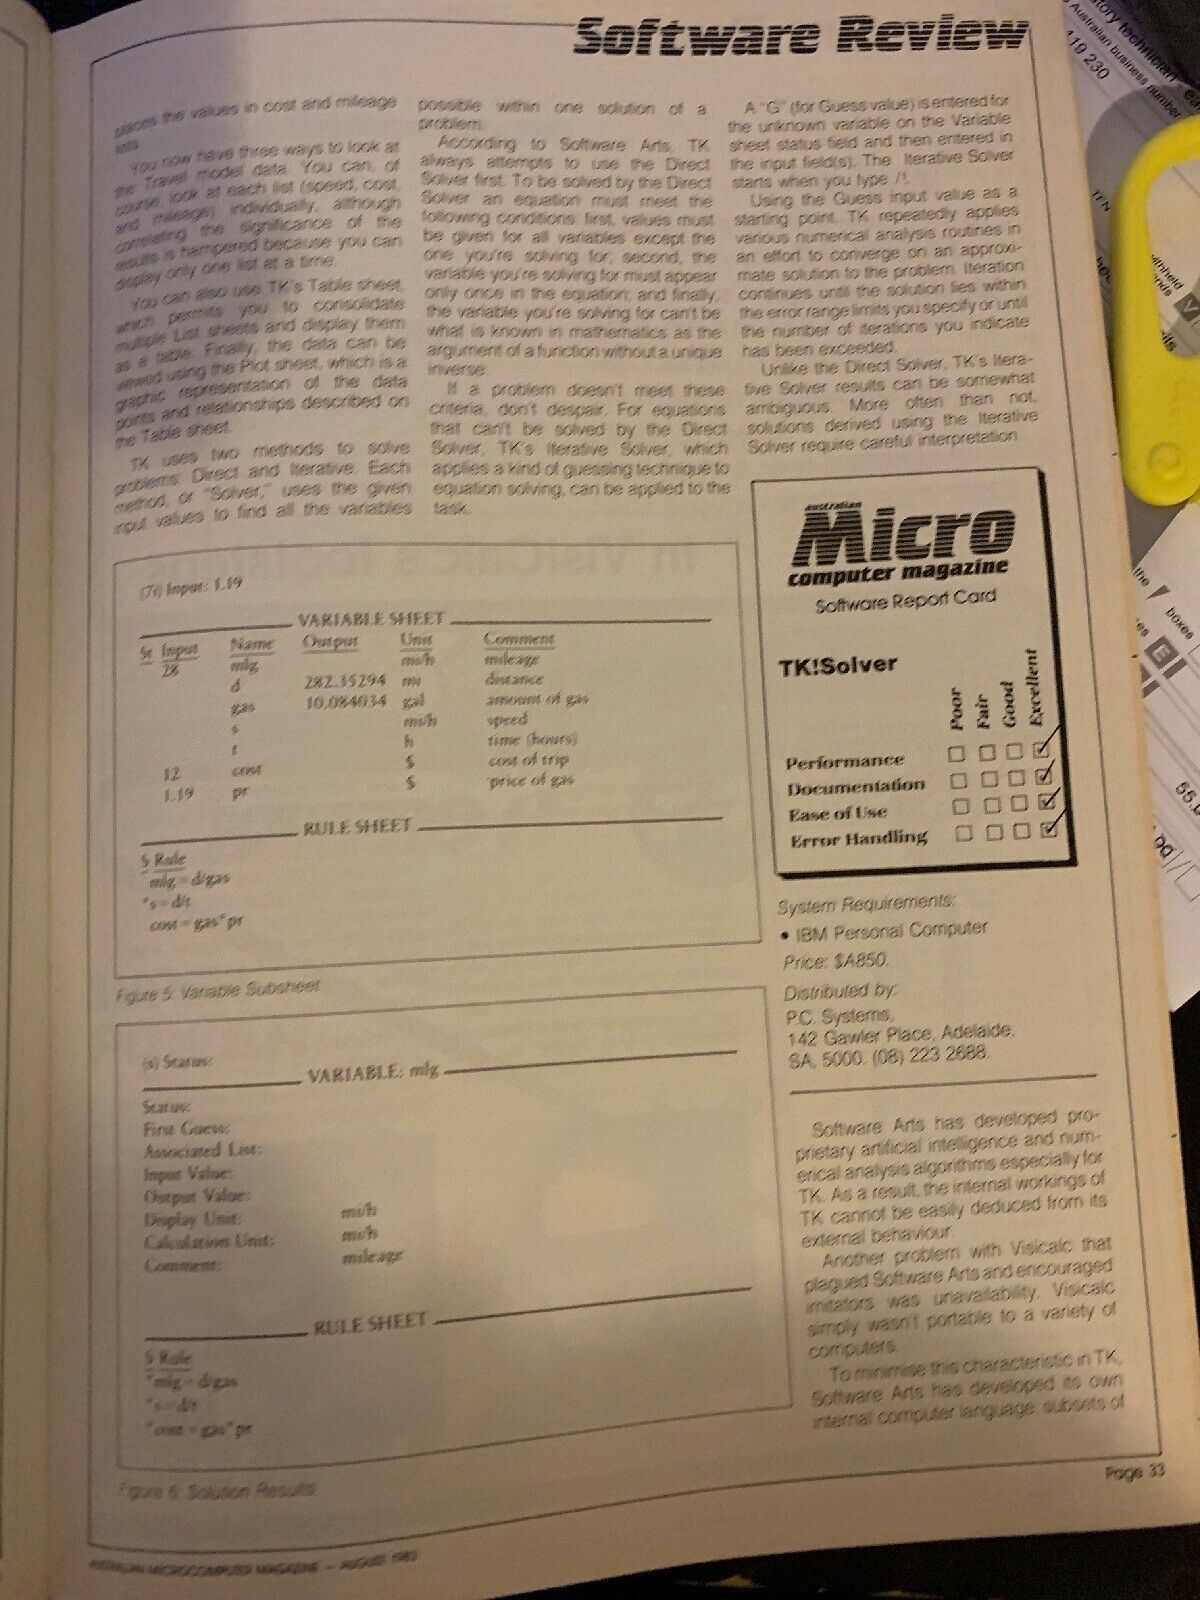 Software Review
places the values in cost and mileage
lists.
You now have three ways to look at
the Travel model data. You can, of
course, look at each list (speed, cost,
and mileage) individually, although
correlating the significance of the
results is hampered because you can
display only one list at a time.
You can also use TK's Table sheet,
which permits you to consolidate
multiple List sheets and display them
as a table. Finally, the data can be
viewed using the Plot sheet, which is a
graphic representation of the data
points and relationships described on
the Table sheet.
TK uses two methods to solve
problems: Direct and Iterative. Each
method, or "Solver," uses the given
input values to find all the variables
possible within one solution of a
problem.
According to Software Arts, TK
always attempts to use the Direct
Solver first. To be solved by the Direct
Solver an equation must meet the
following conditions: first, values must
be given for all variables except the
one you're solving for; second, the
variable you're solving for must appear
only once in the equation; and finally,
the variable you're solving for can't be
what is known in mathematics as the
argument of a function without a unique
inverse.
If a problem doesn't meet these
criteria, don't despair. For equations
that can't be solved by the Direct
Solver, TK's Iterative Solver, which
applies a kind of guessing technique to
equation solving, can be applied to the
task.
A "G" (for Guess value) is entered for
the unknown variable on the Variable
sheet status field and then entered in
the input field(s). The Iterative Solver
starts when you type /!.
Using the Guess input value as a
starting point, TK repeatedly applies
various numerical analysis routines in
an effort to converge on an approx-
mate solution to the problem. Iteration
continues until the solution lies within
the error range limits you specify or until
the number of iterations you indicate
has been exceeded.
Unlike the Direct Solver, TK's Itera-
tive Solver results can be somewhat
ambiguous. More often than not,
solutions derived using the Iterative
Solver require careful interpretation.
(7i) Input: 1.19
VARIABLE SHEET
St Input Name Output Unit Comment
28 mlg mi/h mileage
d 282.35294 mi distance
gas 10.084034 gal amount of gas
s mi/h speed
t h time (hours)
12 cost $ cost of trip
1.19 pr $ price of gas
RULE SHEET
S Rule
mlg = d/gas
*s = d/t
cost = gas*pr
Figure 5: Variable Subsheet
(s) Status:
VARIABLE: mlg
Status:
First Guess:
Associated List:
Input Value:
Output Value:
Display Unit: mi/h
Calculation Unit: mi/h
Comment: mileage
RULE SHEET
S Rule
*mlg = d/gas
*s = d/t
*cost = gas*pr
Figure 6: Solution Results
australian
Micro
computer magazine
Software Report Card
TK!Solver
Poor Fair Good Excellent
Performance
Documentation
Ease of Use
Error Handling
System Requirements:
• IBM Personal Computer
Price: $A850.
Distributed by:
P.C. Systems,
142 Gawler Place, Adelaide,
SA, 5000. (08) 223 2688.
Software Arts has developed pro-
prietary artificial intelligence and num-
erical analysis algorithms especially for
TK. As a result, the internal workings of
TK cannot be easily deduced from its
external behaviour.
Another problem with Visicalc that
plagued Software Arts and encouraged
imitators was unavailability. Visicalc
simply wasn't portable to a variety of
computers.
To minimise this characteristic in TK,
Software Arts has developed its own
internal computer language, subsets of
Page 33
AUSTRALIAN MICROCOMPUTER MAGAZINE — AUGUST 1983
Australian business number
119 230
boxes
E